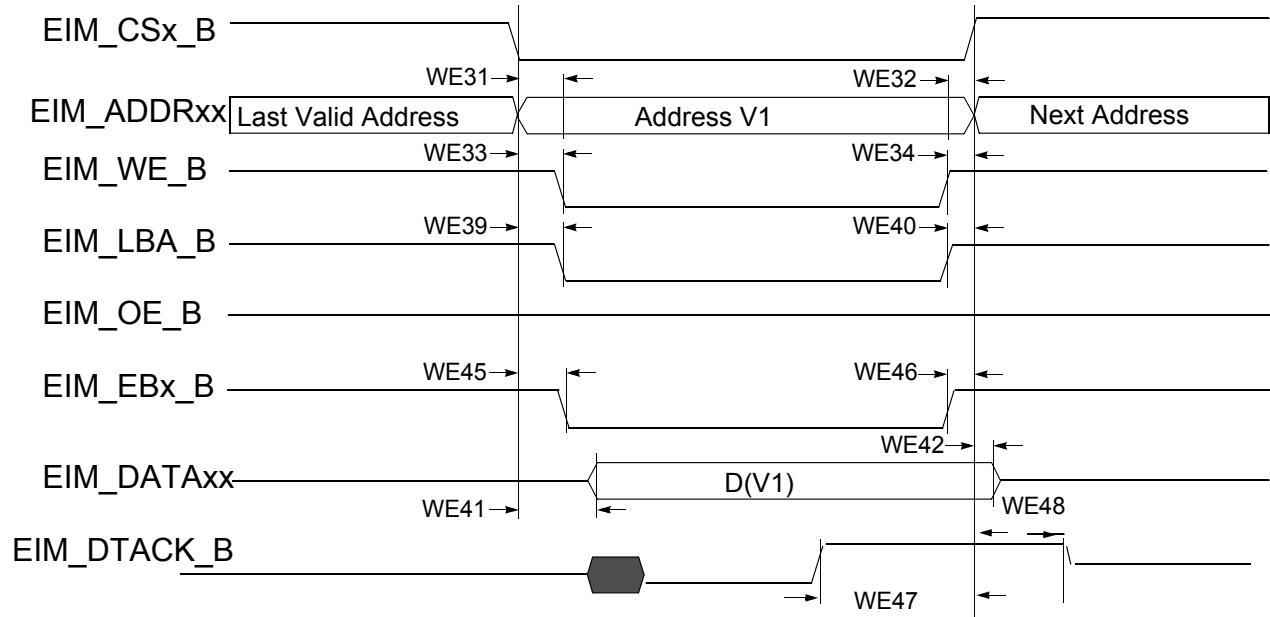 EIM_CSx_B
WE31
WE32
EIM_ADDRxx
Last Valid Address
Address V1
Next Address
WE33
WE34
EIM_WE_B
WE39
WE40
EIM_LBA_B
EIM_OE_B
WE45
WE46
EIM_EBx_B
WE42
EIM_DATAxx
D(V1)
WE41
WE48
EIM_DTACK_B
WE47